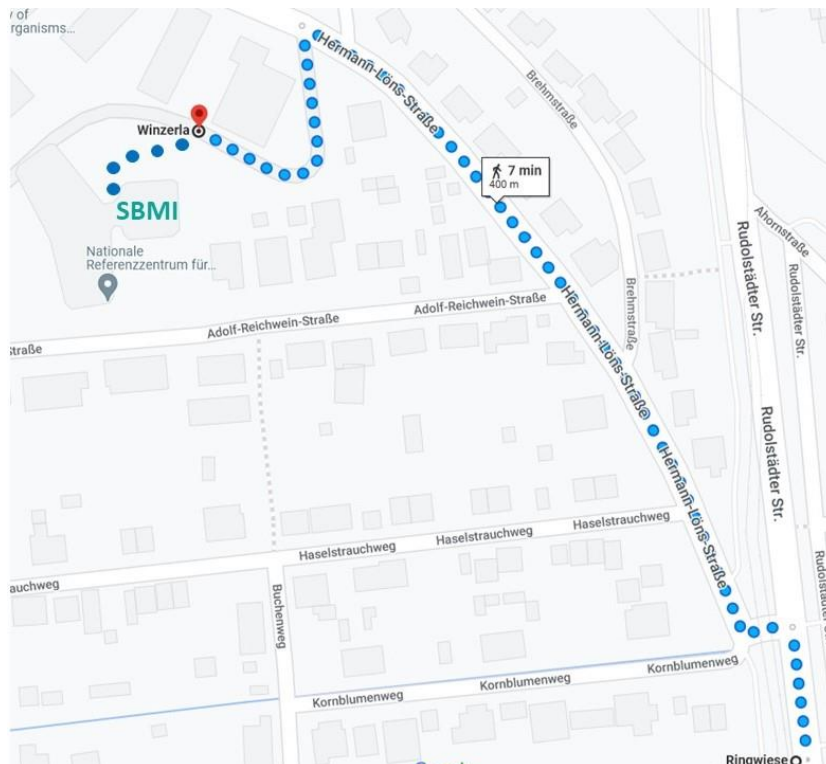 y of
rganisms...
Hermann-Löns-Straße
Brehmstraße
Winzerla
7 min
400 m
SBMI
Ahornstraße
Rudolstädter Str.
Rudolstädter Str.
Nationale
Referenzzentrum für...
Brehmstraße
Adolf-Reichwein-Straße
Adolf-Reichwein-Straße
Hermann-Löns-Straße
straße
Rudolstädter Str.
Hermann-Löns-Straße
Haselstrauchweg
Haselstrauchweg
Haselstrauchweg
rauchweg
Buchenweg
Rudolstädter
Kornblumenweg
Kornblumenweg
Kornblumenweg
Ringwiese